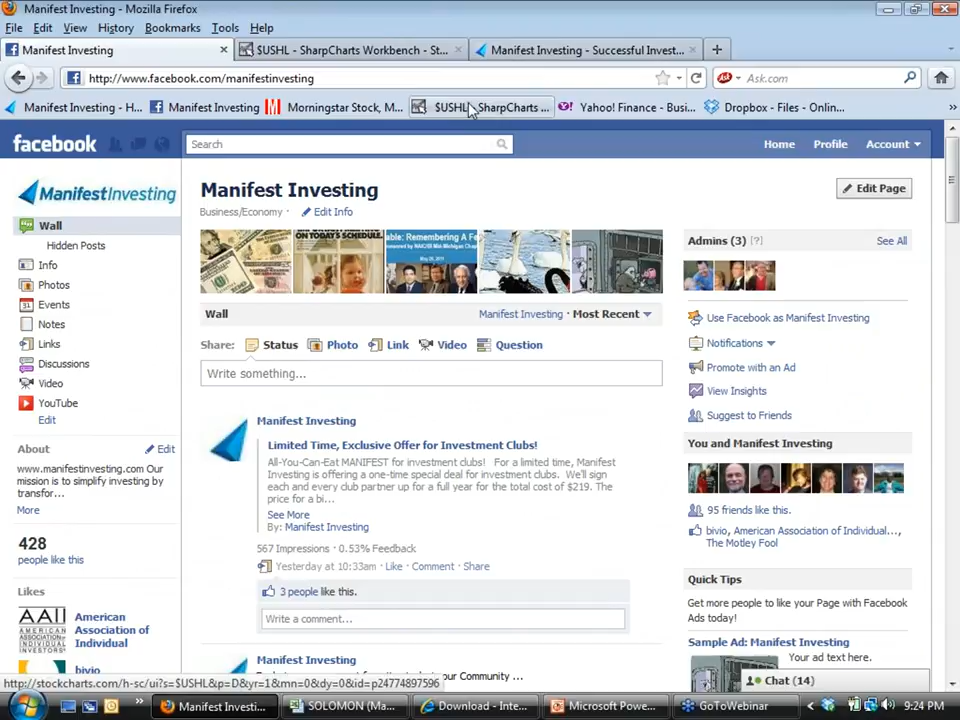 Manifest Investing - Mozilla Firefox
File Edit View History Bookmarks Tools Help
Manifest Investing × $USHL - SharpCharts Workbench - St... × Manifest Investing - Successful Invest... × +
http://www.facebook.com/manifestinvesting Ask.com
Manifest Investing - H... Manifest Investing Morningstar Stock, M... $USHL - SharpCharts ... Yahoo! Finance - Busi... Dropbox - Files - Onlin... »
facebook Search Home Profile Account
ManifestInvesting
Wall
Hidden Posts
Info
Photos
Events
Notes
Links
Discussions
Video
YouTube
Edit
About Edit
www.manifestinvesting.com Our
mission is to simplify investing by
transfor...
More
428
people like this
Likes
AAII
AMERICAN
ASSOCIATION OF
INDIVIDUAL
INVESTORS
American
Association of
Individual
bivio
Manifest Investing
Business/Economy · Edit Info
Edit Page
ON TODAY'S SCHEDULE.
able: Remembering A Fe
Wall Manifest Investing · Most Recent
Share: Status Photo Link Video Question
Write something...
Manifest Investing
Limited Time, Exclusive Offer for Investment Clubs!
All-You-Can-Eat MANIFEST for investment clubs! For a limited time, Manifest
Investing is offering a one-time special deal for investment clubs. We'll sign
each and every club partner up for a full year for the total cost of $219. The
price for a bi...
See More
By: Manifest Investing
567 Impressions · 0.53% Feedback
Yesterday at 10:33am · Like · Comment · Share
3 people like this.
Write a comment...
Manifest Investing
Community ...
Admins (3) [?] See All
Use Facebook as Manifest Investing
Notifications
Promote with an Ad
View Insights
Suggest to Friends
You and Manifest Investing
95 friends like this.
bivio, American Association of Individual...,
The Motley Fool
Quick Tips
Get more people to like your Page with Facebook
Ads today!
Sample Ad: Manifest Investing
Your ad text here.
Chat (14)
http://stockcharts.com/h-sc/ui?s=$USHL&p=D&yr=1&mn=0&dy=0&id=p24774897596
Manifest Investing... SOLOMON (Ma... Download - Inte... Microsoft Powe... GoToWebinar 9:24 PM